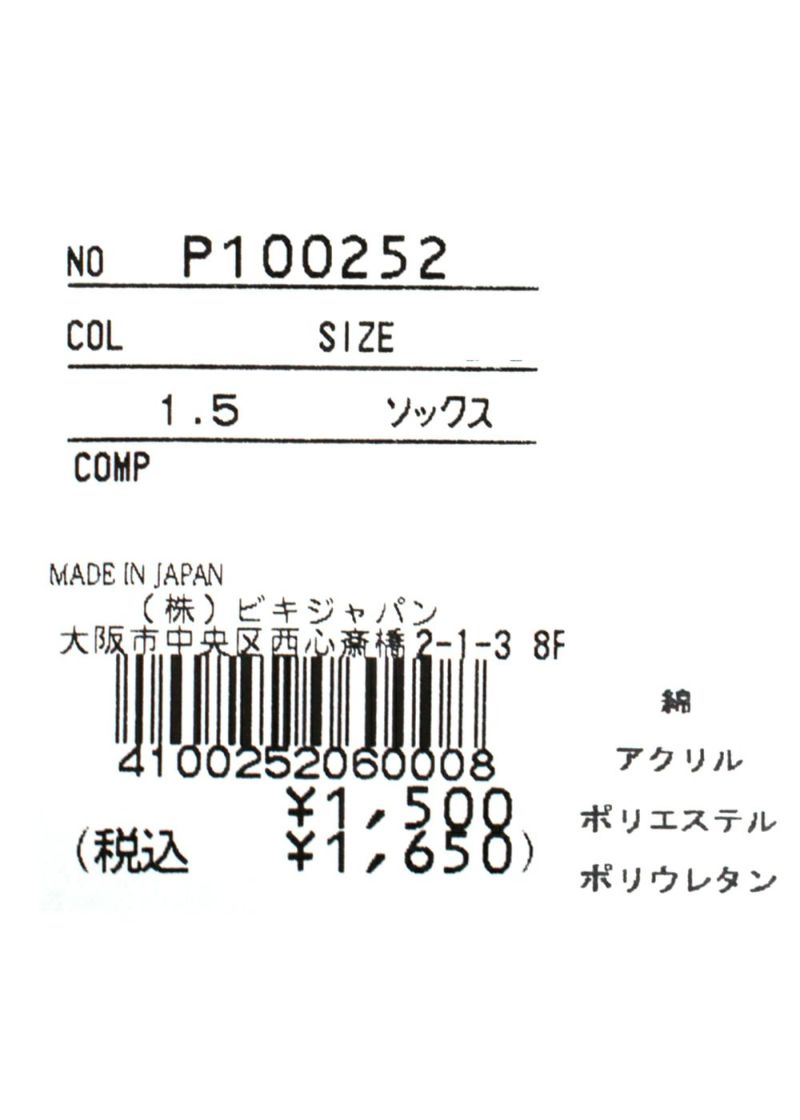 NO P100252
COL SIZE
1.5 ソックス
COMP
MADE IN JAPAN
（株）ビキジャパン
大阪市中央区西心斎橋2-1-3 8F
4100252060008
¥1,500
(税込 ¥1,650)
綿
アクリル
ポリエステル
ポリウレタン